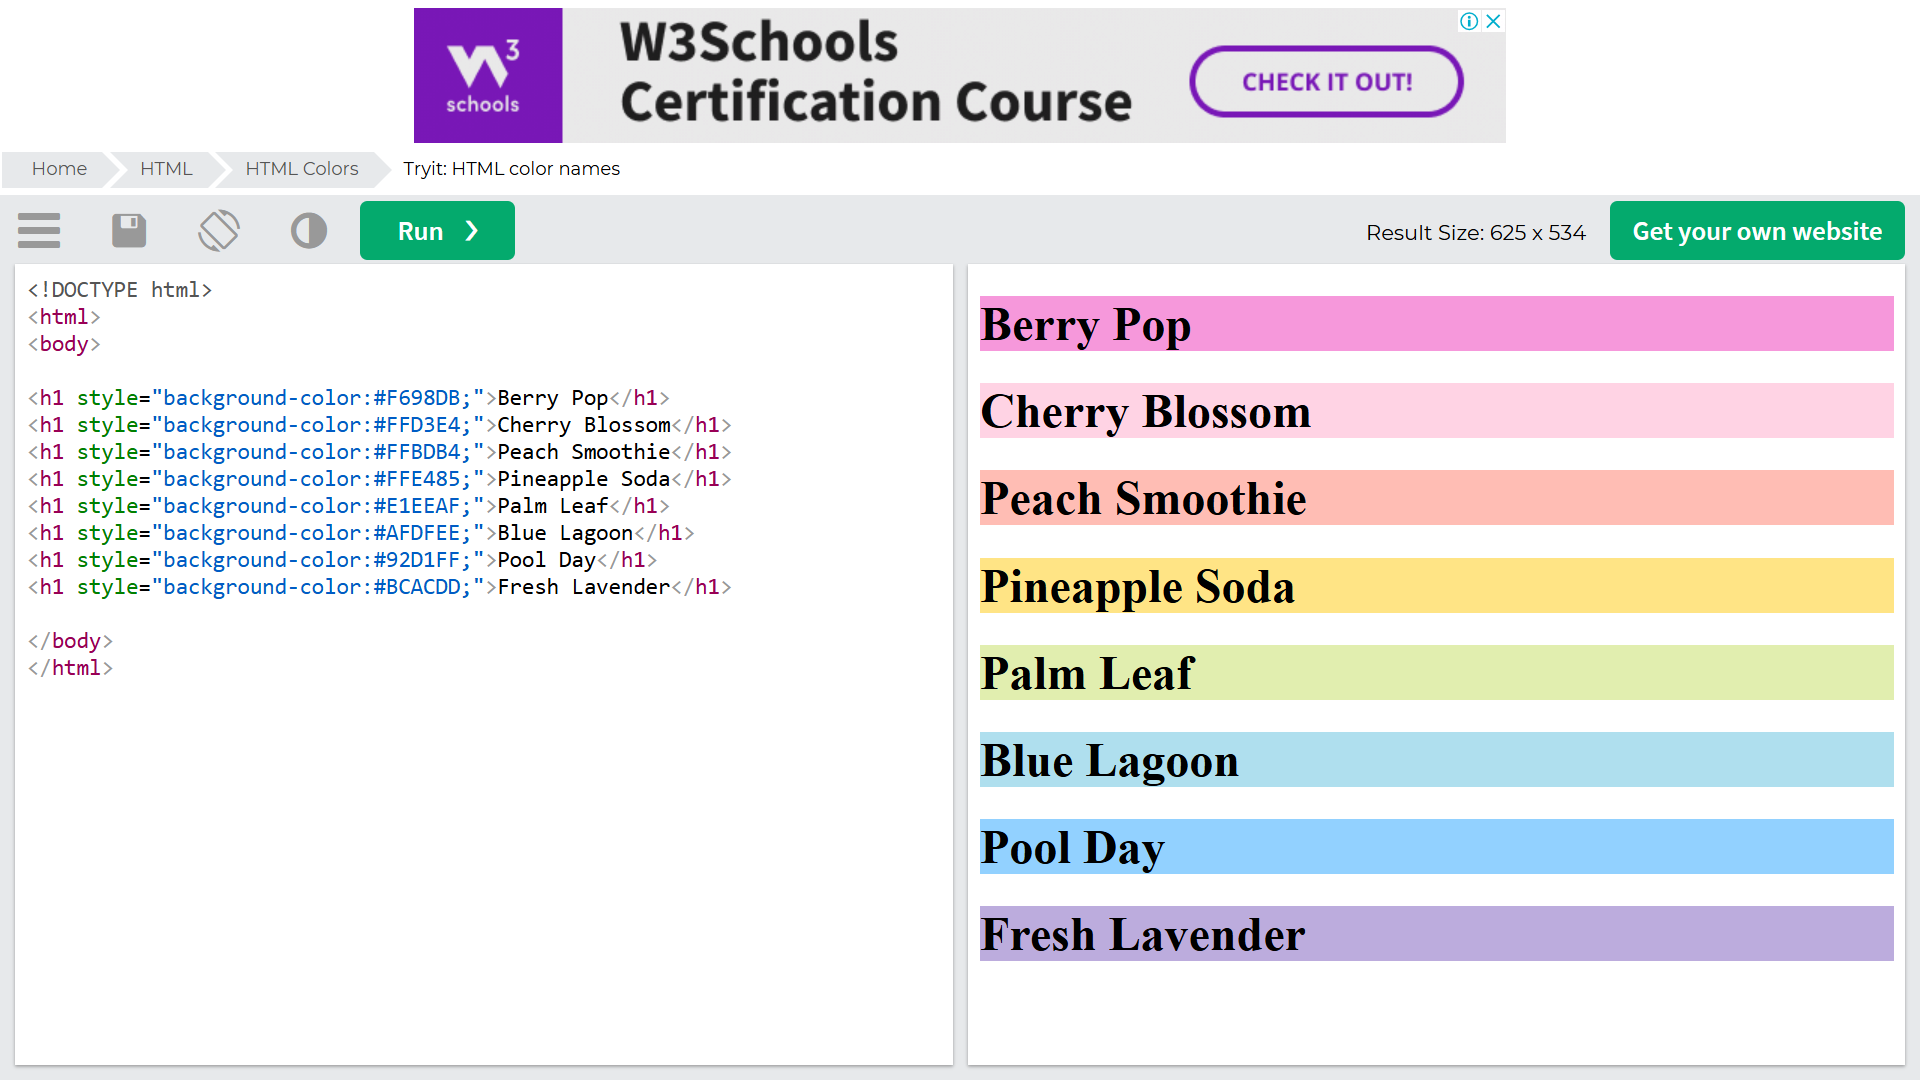 W3Schools
Certification Course
CHECK IT OUT!
3
schools
Home
HTML
HTML Colors
Tryit: HTML color names
Run ❯
Result Size: 625 x 534
Get your own website
<!DOCTYPE html>
<html>
<body>
<h1 style="background-color:#F698DB;">Berry Pop</h1>
<h1 style="background-color:#FFD3E4;">Cherry Blossom</h1>
<h1 style="background-color:#FFBDB4;">Peach Smoothie</h1>
<h1 style="background-color:#FFE485;">Pineapple Soda</h1>
<h1 style="background-color:#E1EEAF;">Palm Leaf</h1>
<h1 style="background-color:#AFDFEE;">Blue Lagoon</h1>
<h1 style="background-color:#92D1FF;">Pool Day</h1>
<h1 style="background-color:#BCACDD;">Fresh Lavender</h1>
</body>
</html>
Berry Pop
Cherry Blossom
Peach Smoothie
Pineapple Soda
Palm Leaf
Blue Lagoon
Pool Day
Fresh Lavender